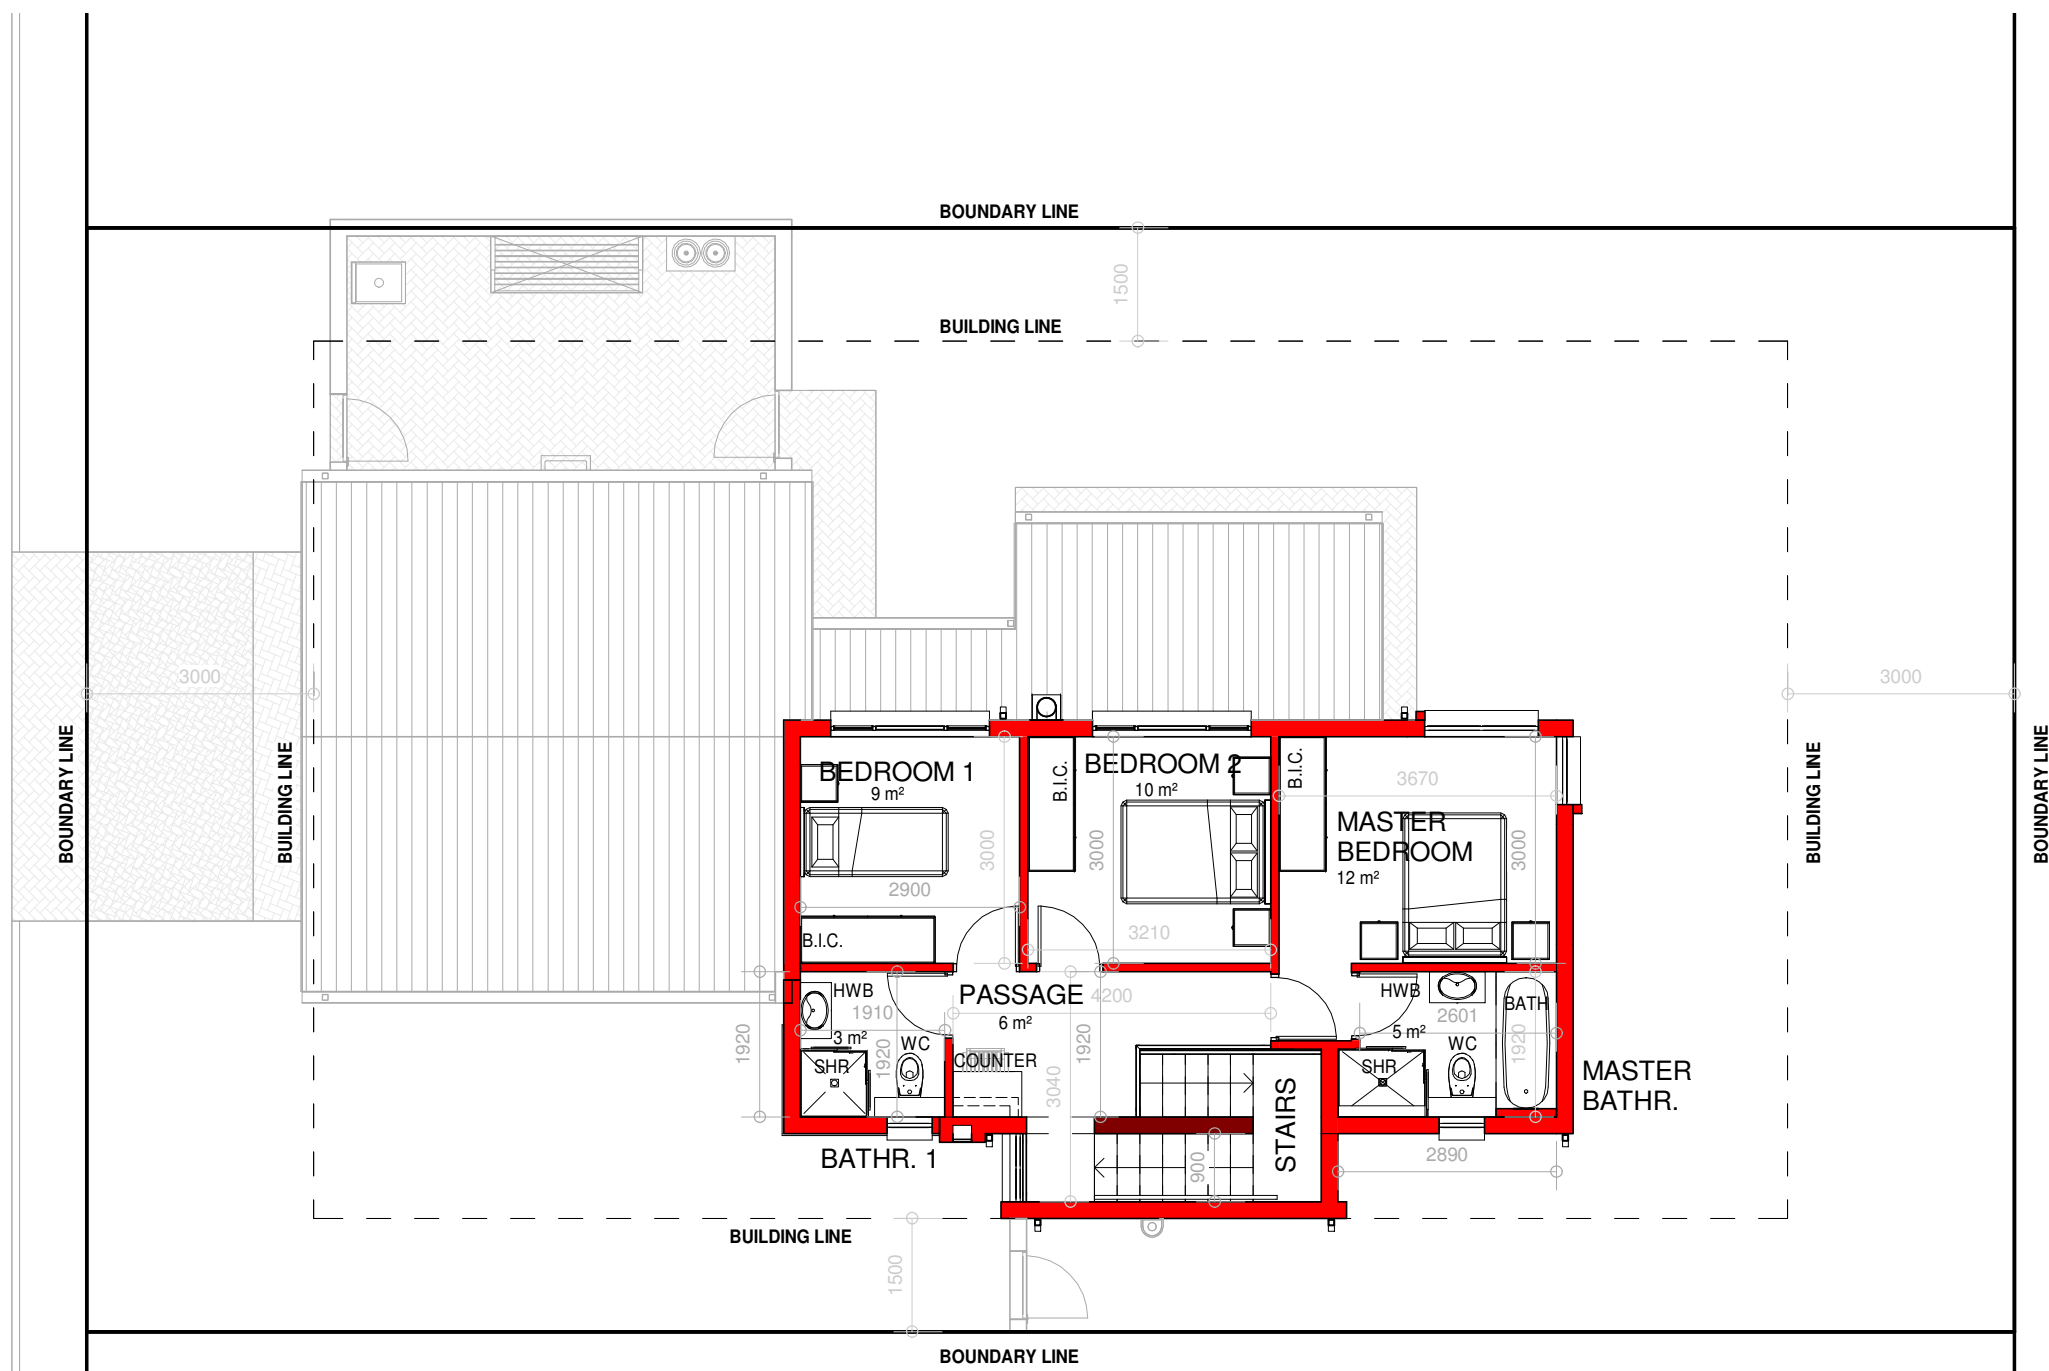 BOUNDARY LINE
1500
BUILDING LINE
3000
3000
BOUNDARY LINE
BUILDING LINE
BUILDING LINE
BOUNDARY LINE
BEDROOM 1
9 m²
3000
2900
B.I.C.
B.I.C.
BEDROOM 2
10 m²
3000
3210
B.I.C.
3670
MASTER
BEDROOM
12 m²
3000
HWB
1910
3 m²
WC
SHR
1920
1920
PASSAGE
4200
6 m²
COUNTER
1920
3040
HWB
BATH
2601
5 m²
WC
SHR
1920
MASTER
BATHR.
STAIRS
900
2890
BATHR. 1
BUILDING LINE
1500
BOUNDARY LINE